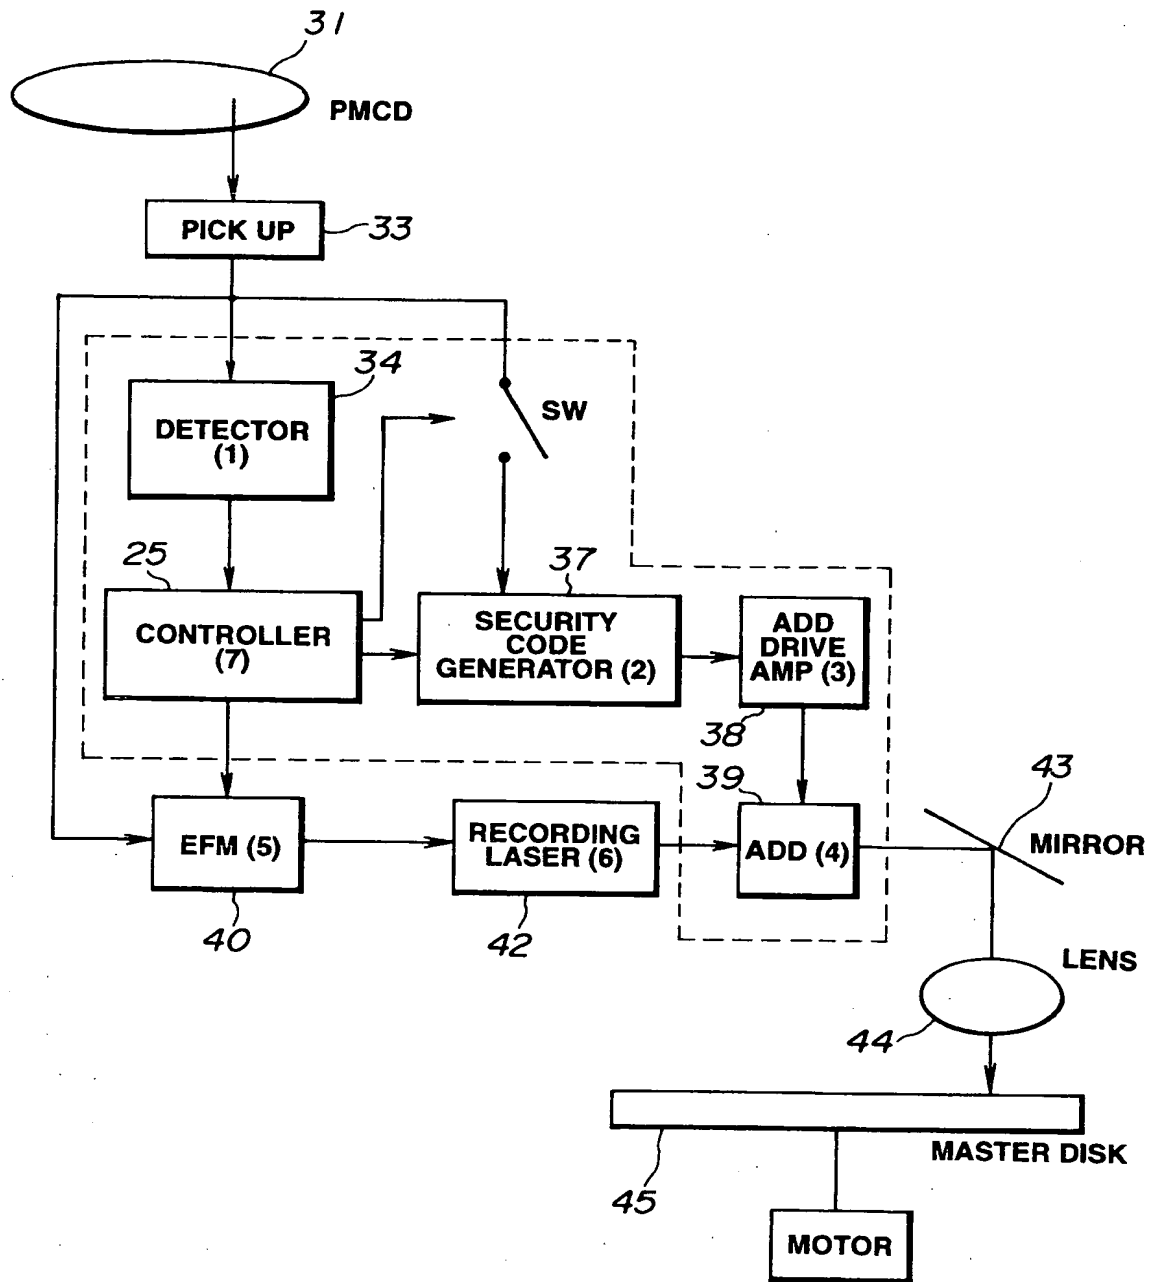 31
PMCD
PICK UP
33
34
DETECTOR
(1)
SW
25
CONTROLLER
(7)
37
SECURITY
CODE
GENERATOR (2)
ADD
DRIVE
AMP (3)
38
39
43
MIRROR
EFM (5)
RECORDING
LASER (6)
ADD (4)
40
42
LENS
44
MASTER DISK
45
MOTOR